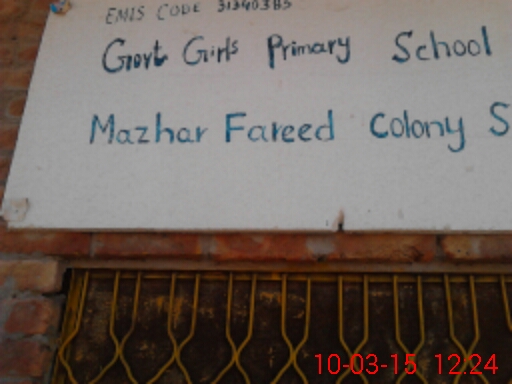 EMIS CODE 31340385
Govt Girls Primary School
Mazhar Fareed Colony S
10-03-15 12.24